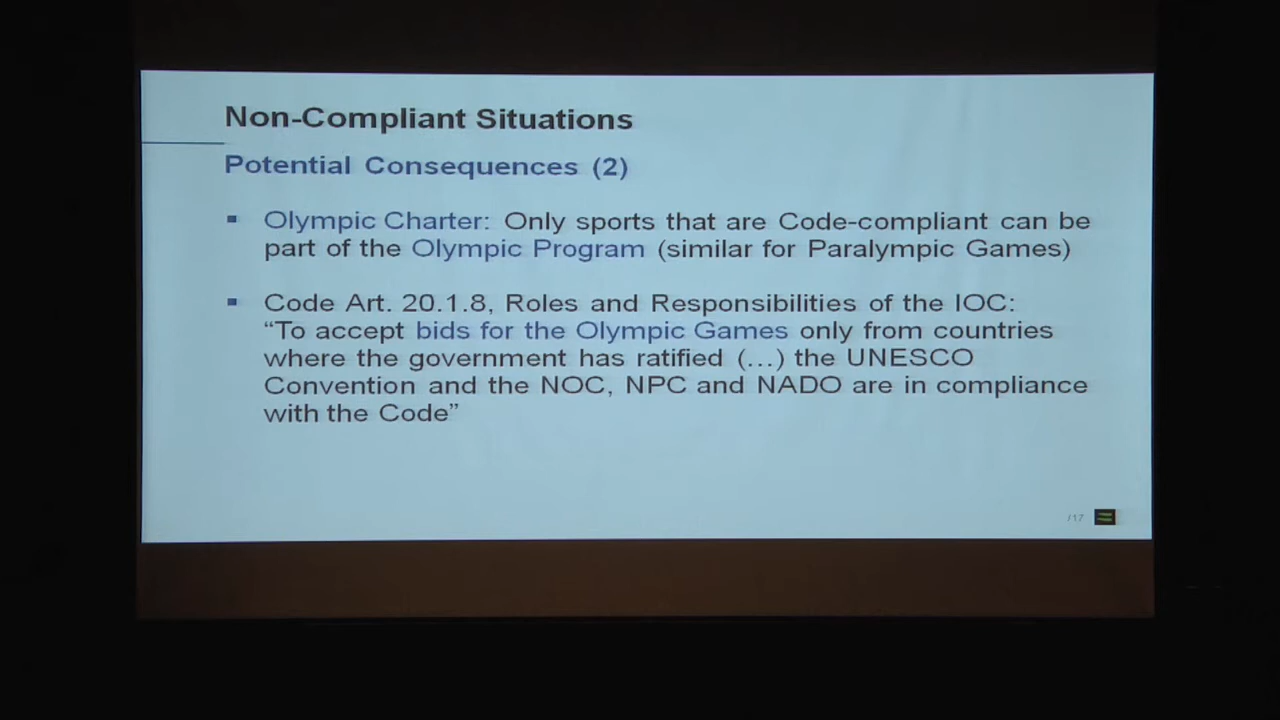 Non-Compliant Situations
Potential Consequences (2)
▪ Olympic Charter: Only sports that are Code-compliant can be
part of the Olympic Program (similar for Paralympic Games)
▪ Code Art. 20.1.8, Roles and Responsibilities of the IOC:
“To accept bids for the Olympic Games only from countries
where the government has ratified (…) the UNESCO
Convention and the NOC, NPC and NADO are in compliance
with the Code”
/17